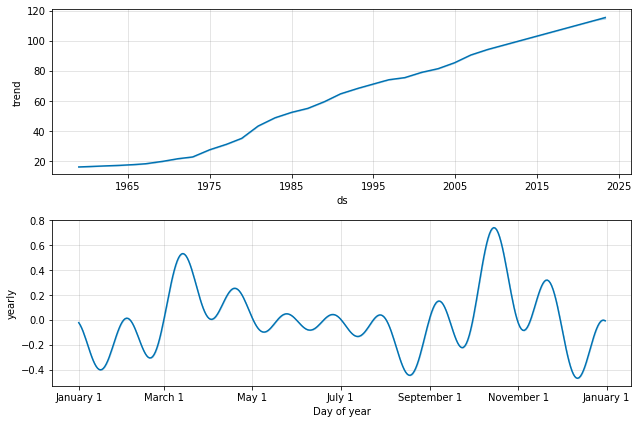 120
100
80
60
40
20
trend
1965 1975 1985 1995 2005 2015 2025
ds
0.8
0.6
0.4
0.2
0.0
−0.2
−0.4
yearly
January 1 March 1 May 1 July 1 September 1 November 1 January 1
Day of year